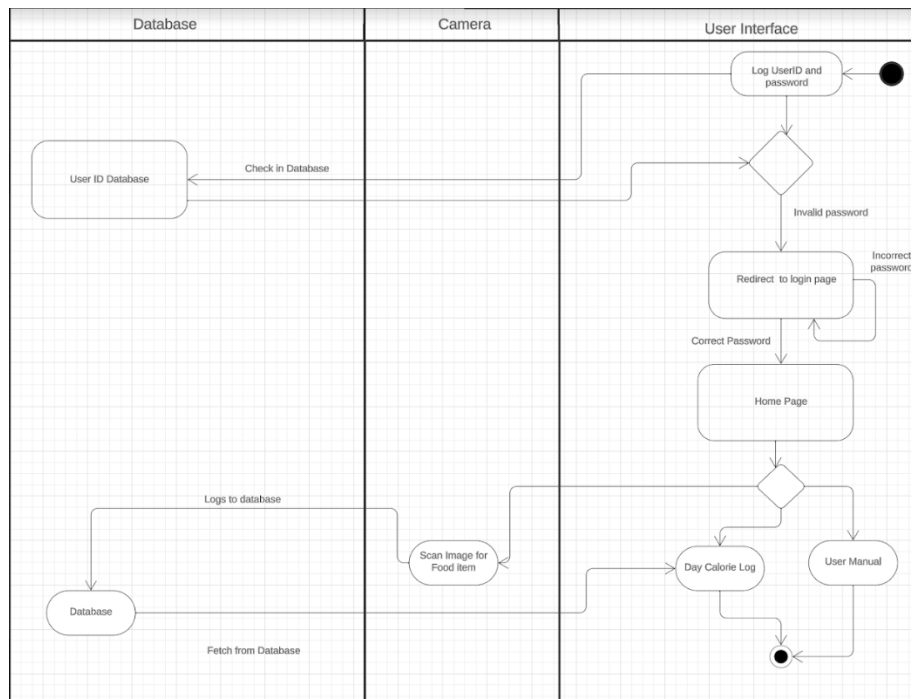 Database
Camera
User Interface
Log UserID and
password
User ID Database
Check in Database
Invalid password
Redirect to login page
Incorrect
password
Correct Password
Home Page
Logs to database
Scan Image for
Food item
Day Calorie Log
User Manual
Database
Fetch from Database